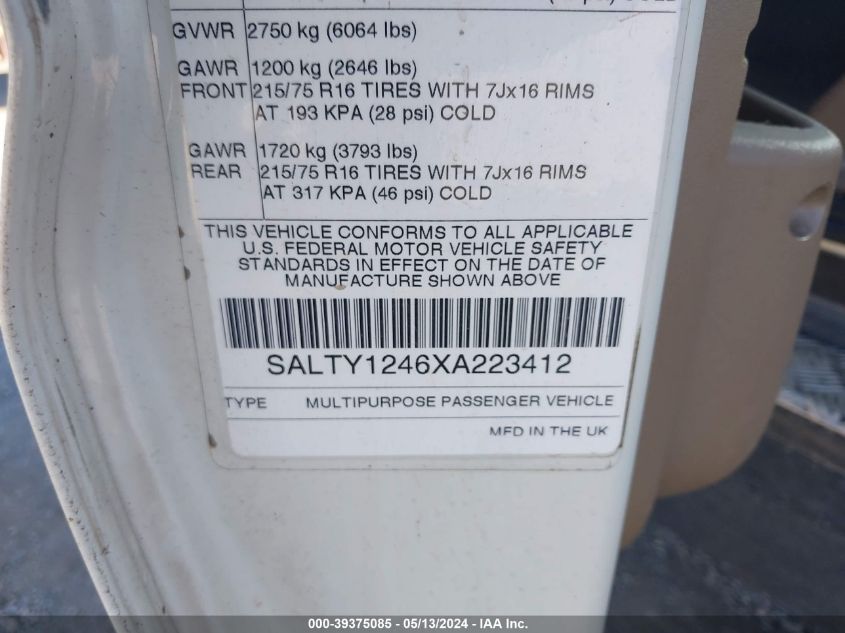 GVWR 2750 kg (6064 lbs)
GAWR 1200 kg (2646 lbs)
FRONT 215/75 R16 TIRES WITH 7Jx16 RIMS
AT 193 KPA (28 psi) COLD
GAWR 1720 kg (3793 lbs)
REAR 215/75 R16 TIRES WITH 7Jx16 RIMS
AT 317 KPA (46 psi) COLD
THIS VEHICLE CONFORMS TO ALL APPLICABLE
U.S. FEDERAL MOTOR VEHICLE SAFETY
STANDARDS IN EFFECT ON THE DATE OF
MANUFACTURE SHOWN ABOVE
SALTY1246XA223412
TYPE MULTIPURPOSE PASSENGER VEHICLE
MFD IN THE UK
000-39375085 - 05/13/2024 - IAA Inc.